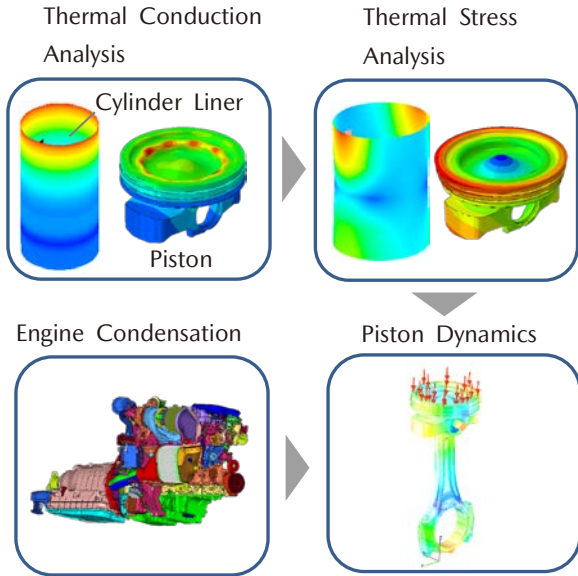 Thermal Conduction
Analysis
Cylinder Liner
Piston
Thermal Stress
Analysis
Engine Condensation
Piston Dynamics